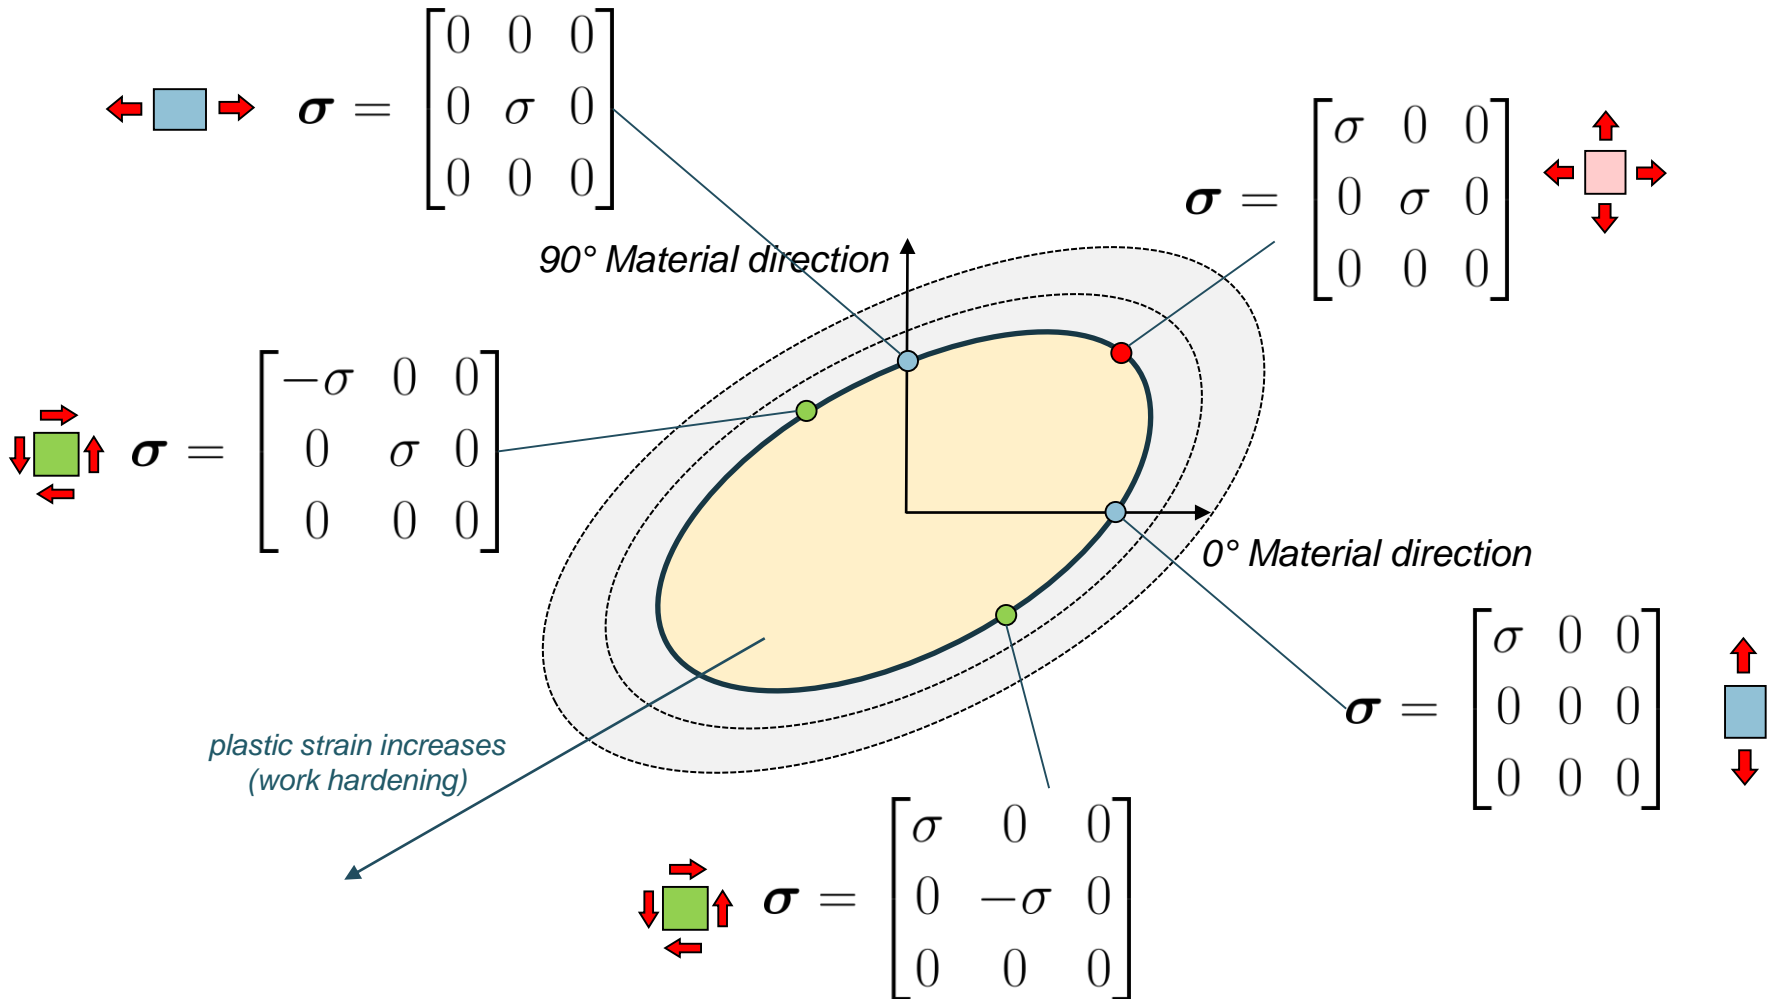 σ = [0 0 0
0 σ 0
0 0 0]
σ = [σ 0 0
0 σ 0
0 0 0]
90° Material direction
σ = [−σ 0 0
0 σ 0
0 0 0]
0° Material direction
σ = [σ 0 0
0 0 0
0 0 0]
plastic strain increases
(work hardening)
σ = [σ 0 0
0 −σ 0
0 0 0]